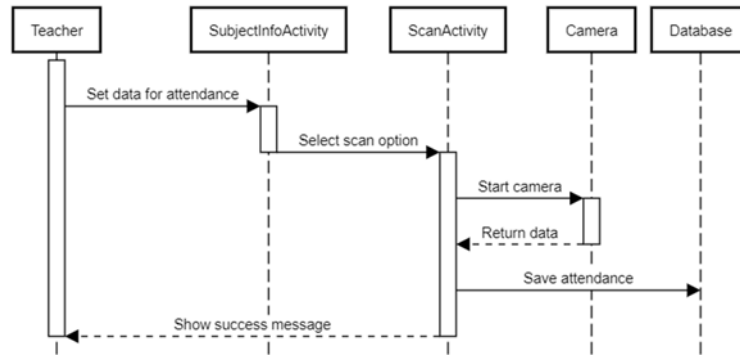 Teacher
SubjectInfoActivity
ScanActivity
Camera
Database
Set data for attendance
Select scan option
Start camera
Return data
Save attendance
Show success message